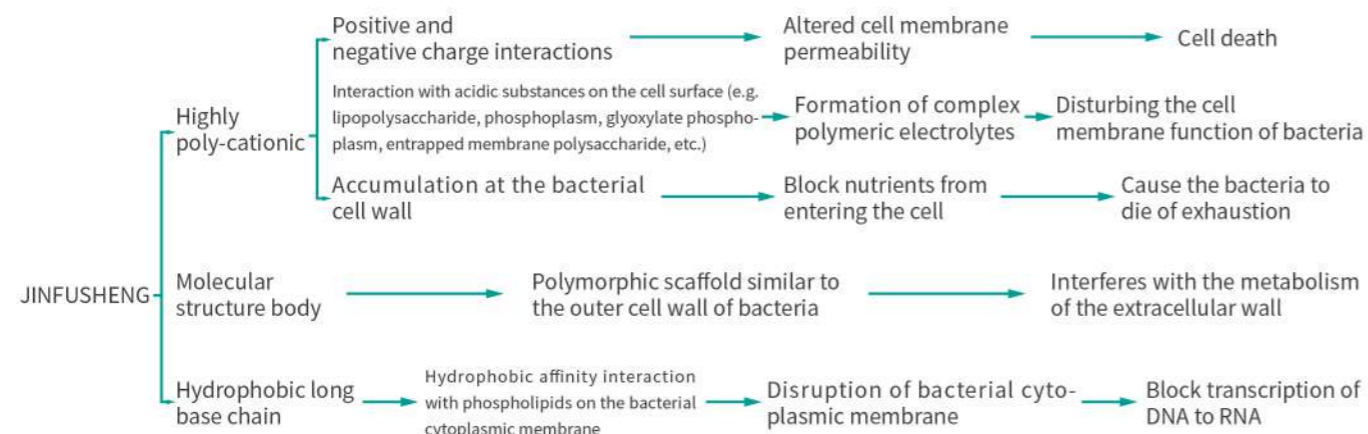 Positive and
negative charge interactions
Altered cell membrane
permeability
Cell death
Highly
poly-cationic
Interaction with acidic substances on the cell surface (e.g.
lipopolysaccharide, phosphoplasm, glyoxylate phospho-
plasm, entrapped membrane polysaccharide, etc.)
Formation of complex
polymeric electrolytes
Disturbing the cell
membrane function of bacteria
Accumulation at the bacterial
cell wall
Block nutrients from
entering the cell
Cause the bacteria to
die of exhaustion
JINFUSHENG
Molecular
structure body
Polymorphic scaffold similar to
the outer cell wall of bacteria
Interferes with the metabolism
of the extracellular wall
Hydrophobic long
base chain
Hydrophobic affinity interaction
with phospholipids on the bacterial
cytoplasmic membrane
Disruption of bacterial cyto-
plasmic membrane
Block transcription of
DNA to RNA